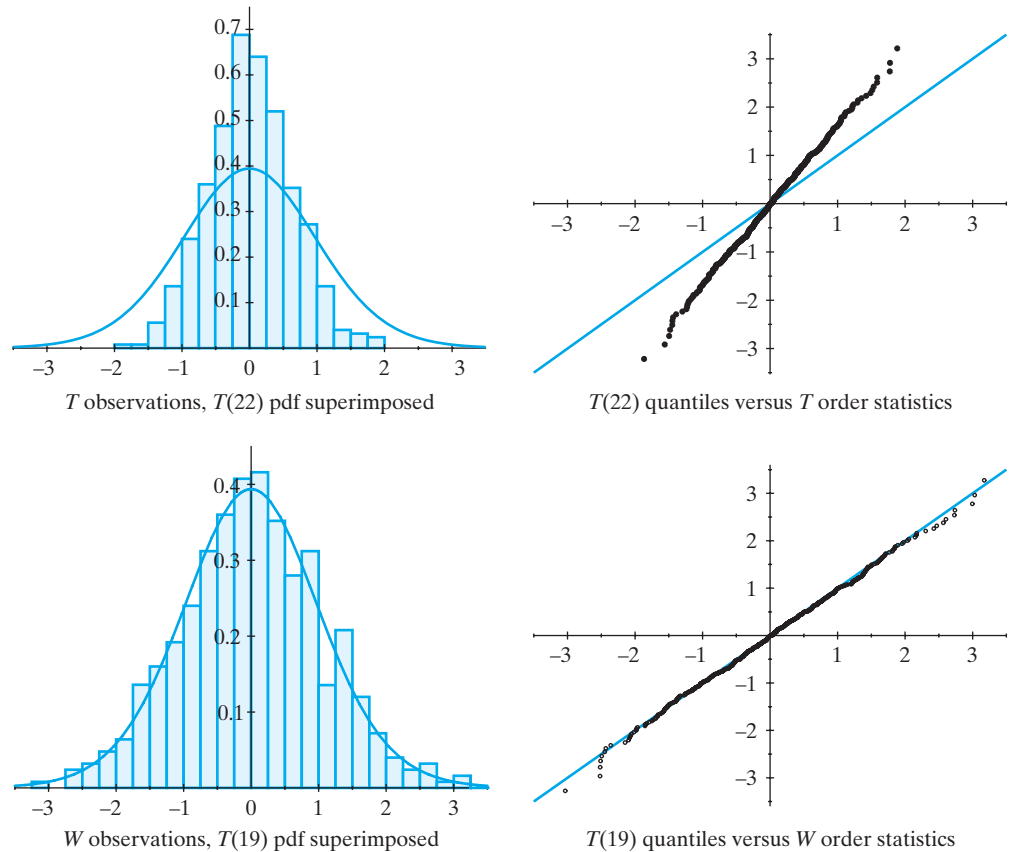 0.7
0.6
0.5
0.4
0.3
0.2
0.1
–3 –2 –1 0 1 2 3
T observations, T(22) pdf superimposed
3
2
1
–3 –2 –1 1 2 3
–1
–2
–3
T(22) quantiles versus T order statistics
0.4
0.3
0.2
0.1
–3 –2 –1 0 1 2 3
W observations, T(19) pdf superimposed
3
2
1
–3 –2 –1 1 2 3
–1
–2
–3
T(19) quantiles versus W order statistics